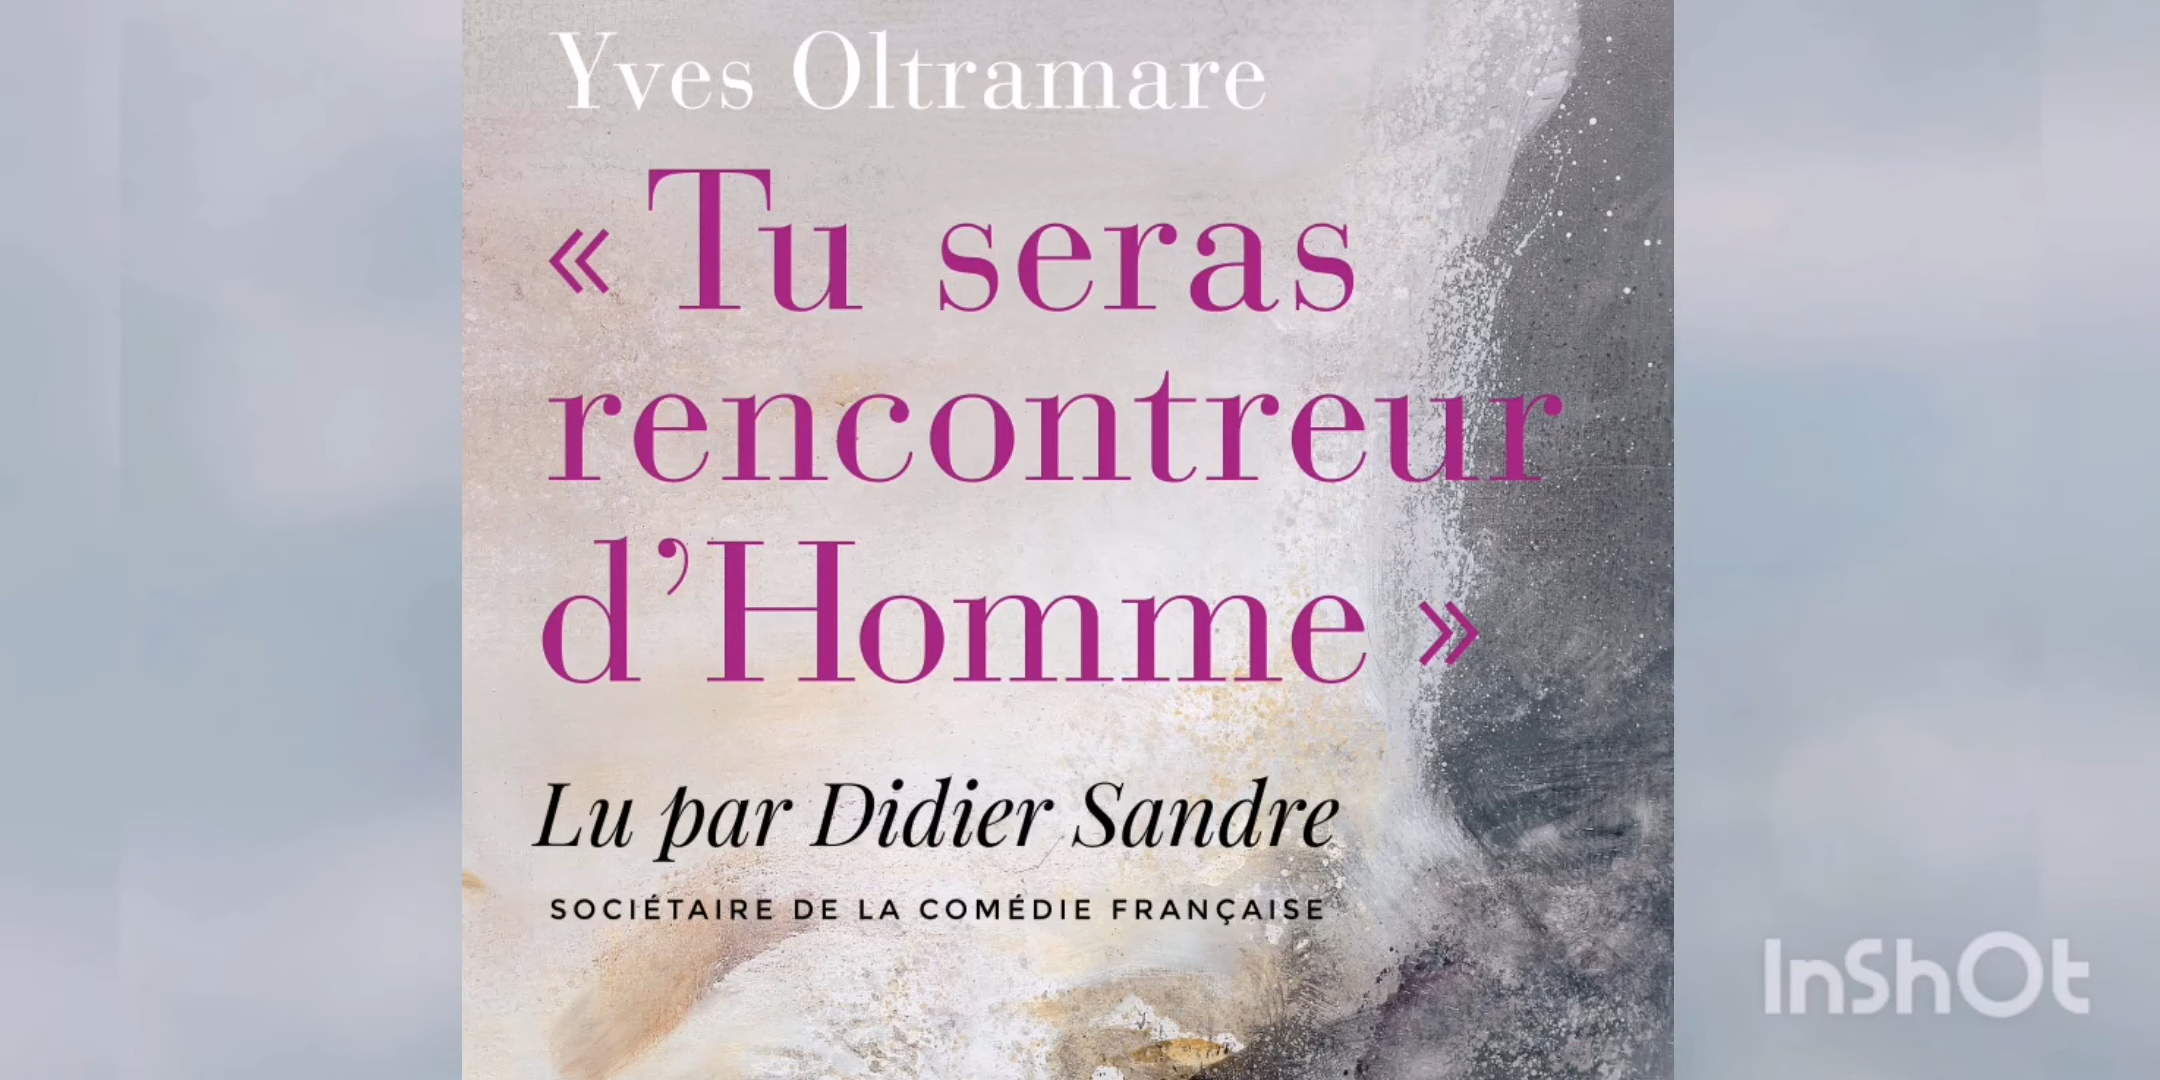 Yves Oltramare
« Tu seras
rencontreur
d’Homme »
Lu par Didier Sandre
SOCIÉTAIRE DE LA COMÉDIE FRANÇAISE
InShOt